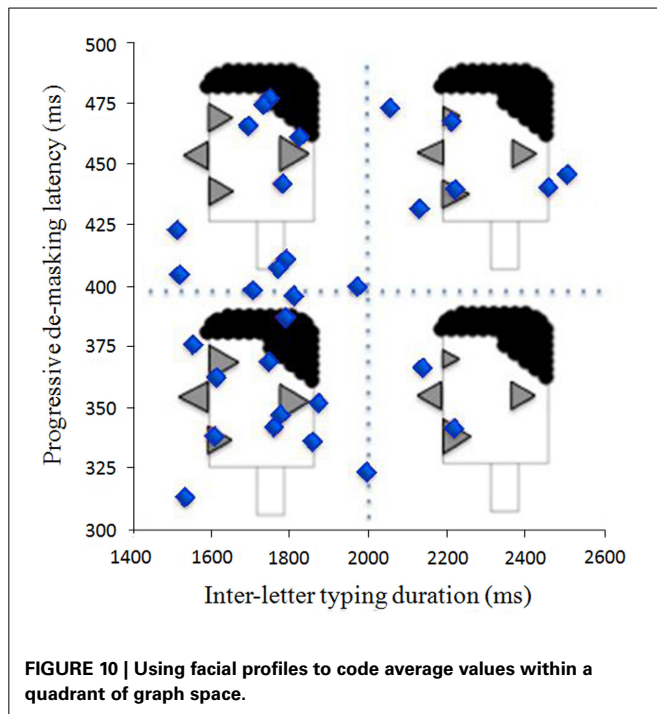 500
475
450
425
400
375
350
325
300
Progressive de-masking latency (ms)
1400 1600 1800 2000 2200 2400 2600
Inter-letter typing duration (ms)
FIGURE 10 | Using facial profiles to code average values within a
quadrant of graph space.